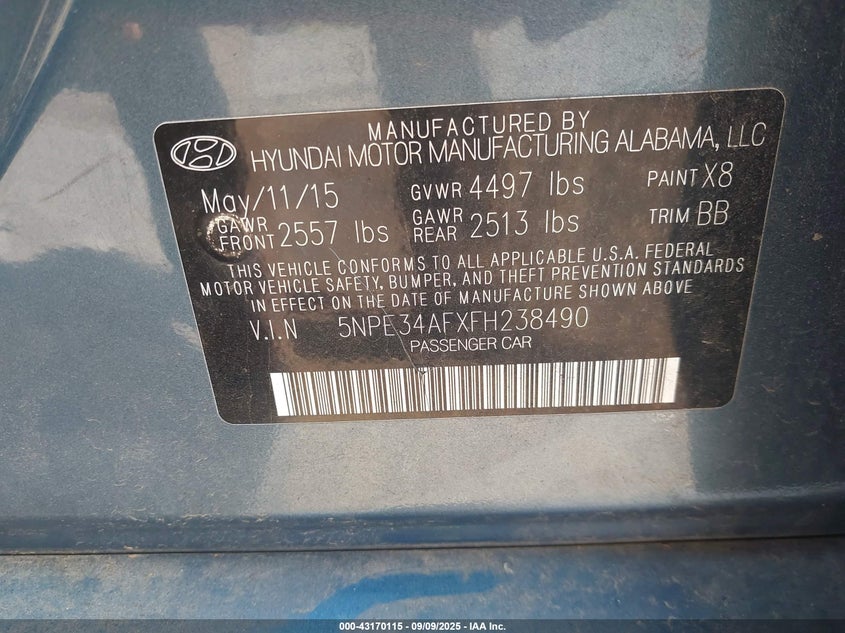 MANUFACTURED BY
HYUNDAI MOTOR MANUFACTURING ALABAMA, LLC
May/11/15 GVWR 4497 lbs PAINT X8
GAWR FRONT 2557 lbs GAWR REAR 2513 lbs TRIM BB
THIS VEHICLE CONFORMS TO ALL APPLICABLE U.S.A. FEDERAL
MOTOR VEHICLE SAFETY, BUMPER, AND THEFT PREVENTION STANDARDS
IN EFFECT ON THE DATE OF MANUFACTURE SHOWN ABOVE
V.I.N 5NPE34AFXFH238490
PASSENGER CAR
000-43170115 - 09/09/2025 - IAA Inc.